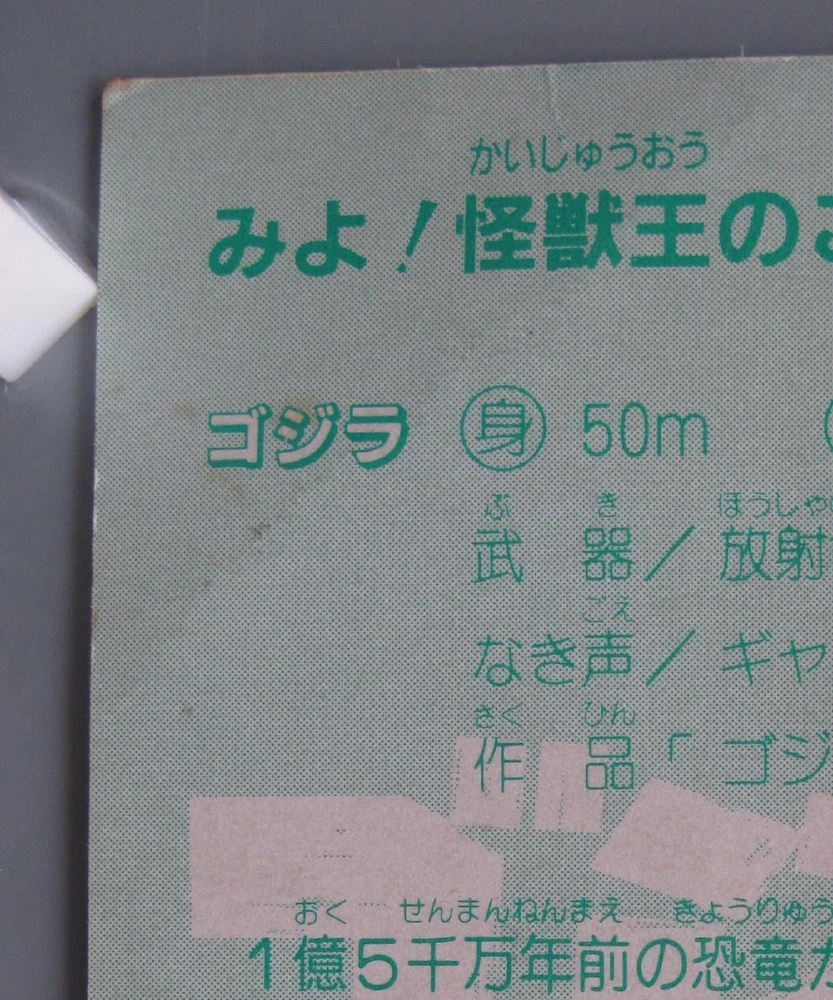 かいじゅうおう
みよ！怪獣王の
ゴジラ 身 50m
ぶ き ほうしゃ
武 器／放射
ごえ
なき声／ギャ
さく ひん
作 品「ゴジ
おく せんまんねんまえ きょうりゅう
1億5千万年前の恐竜が